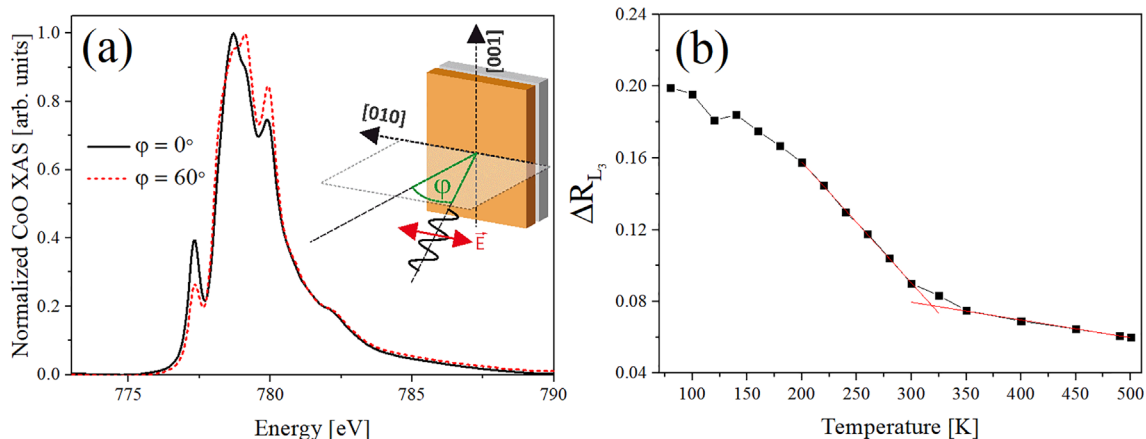 (a)
Normalized CoO XAS [arb. units]
1.0
0.8
0.6
0.4
0.2
0.0
φ = 0°
φ = 60°
[001]
[010]
φ
E⃗
775
780
785
790
Energy [eV]
(b)
ΔR_L₃
0.24
0.20
0.16
0.12
0.08
0.04
100
150
200
250
300
350
400
450
500
Temperature [K]